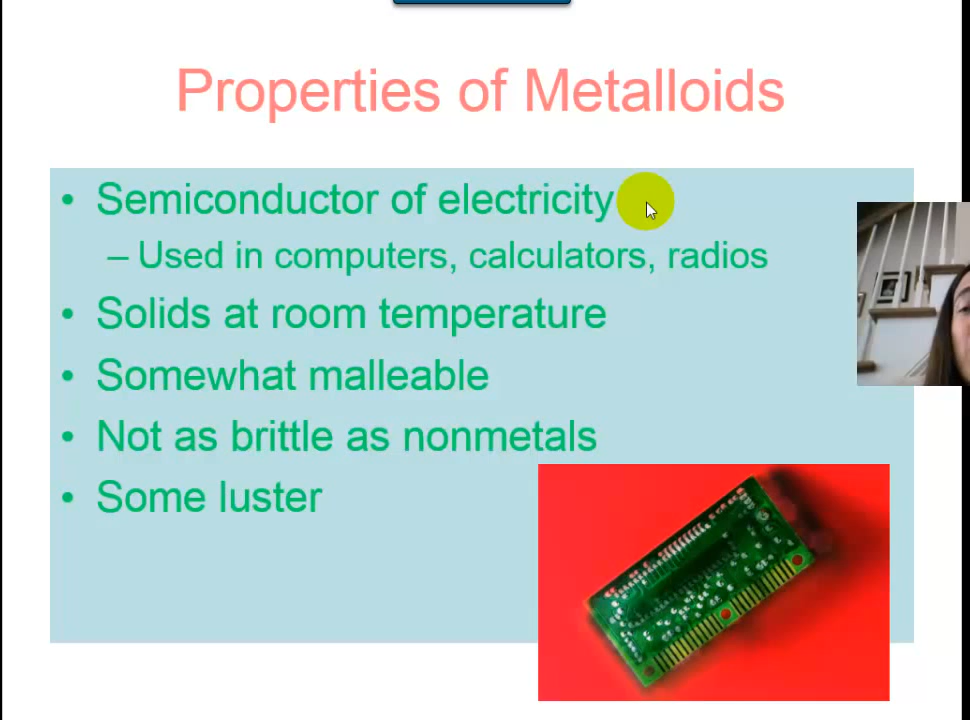 Properties of Metalloids
• Semiconductor of electricity
– Used in computers, calculators, radios
• Solids at room temperature
• Somewhat malleable
• Not as brittle as nonmetals
• Some luster